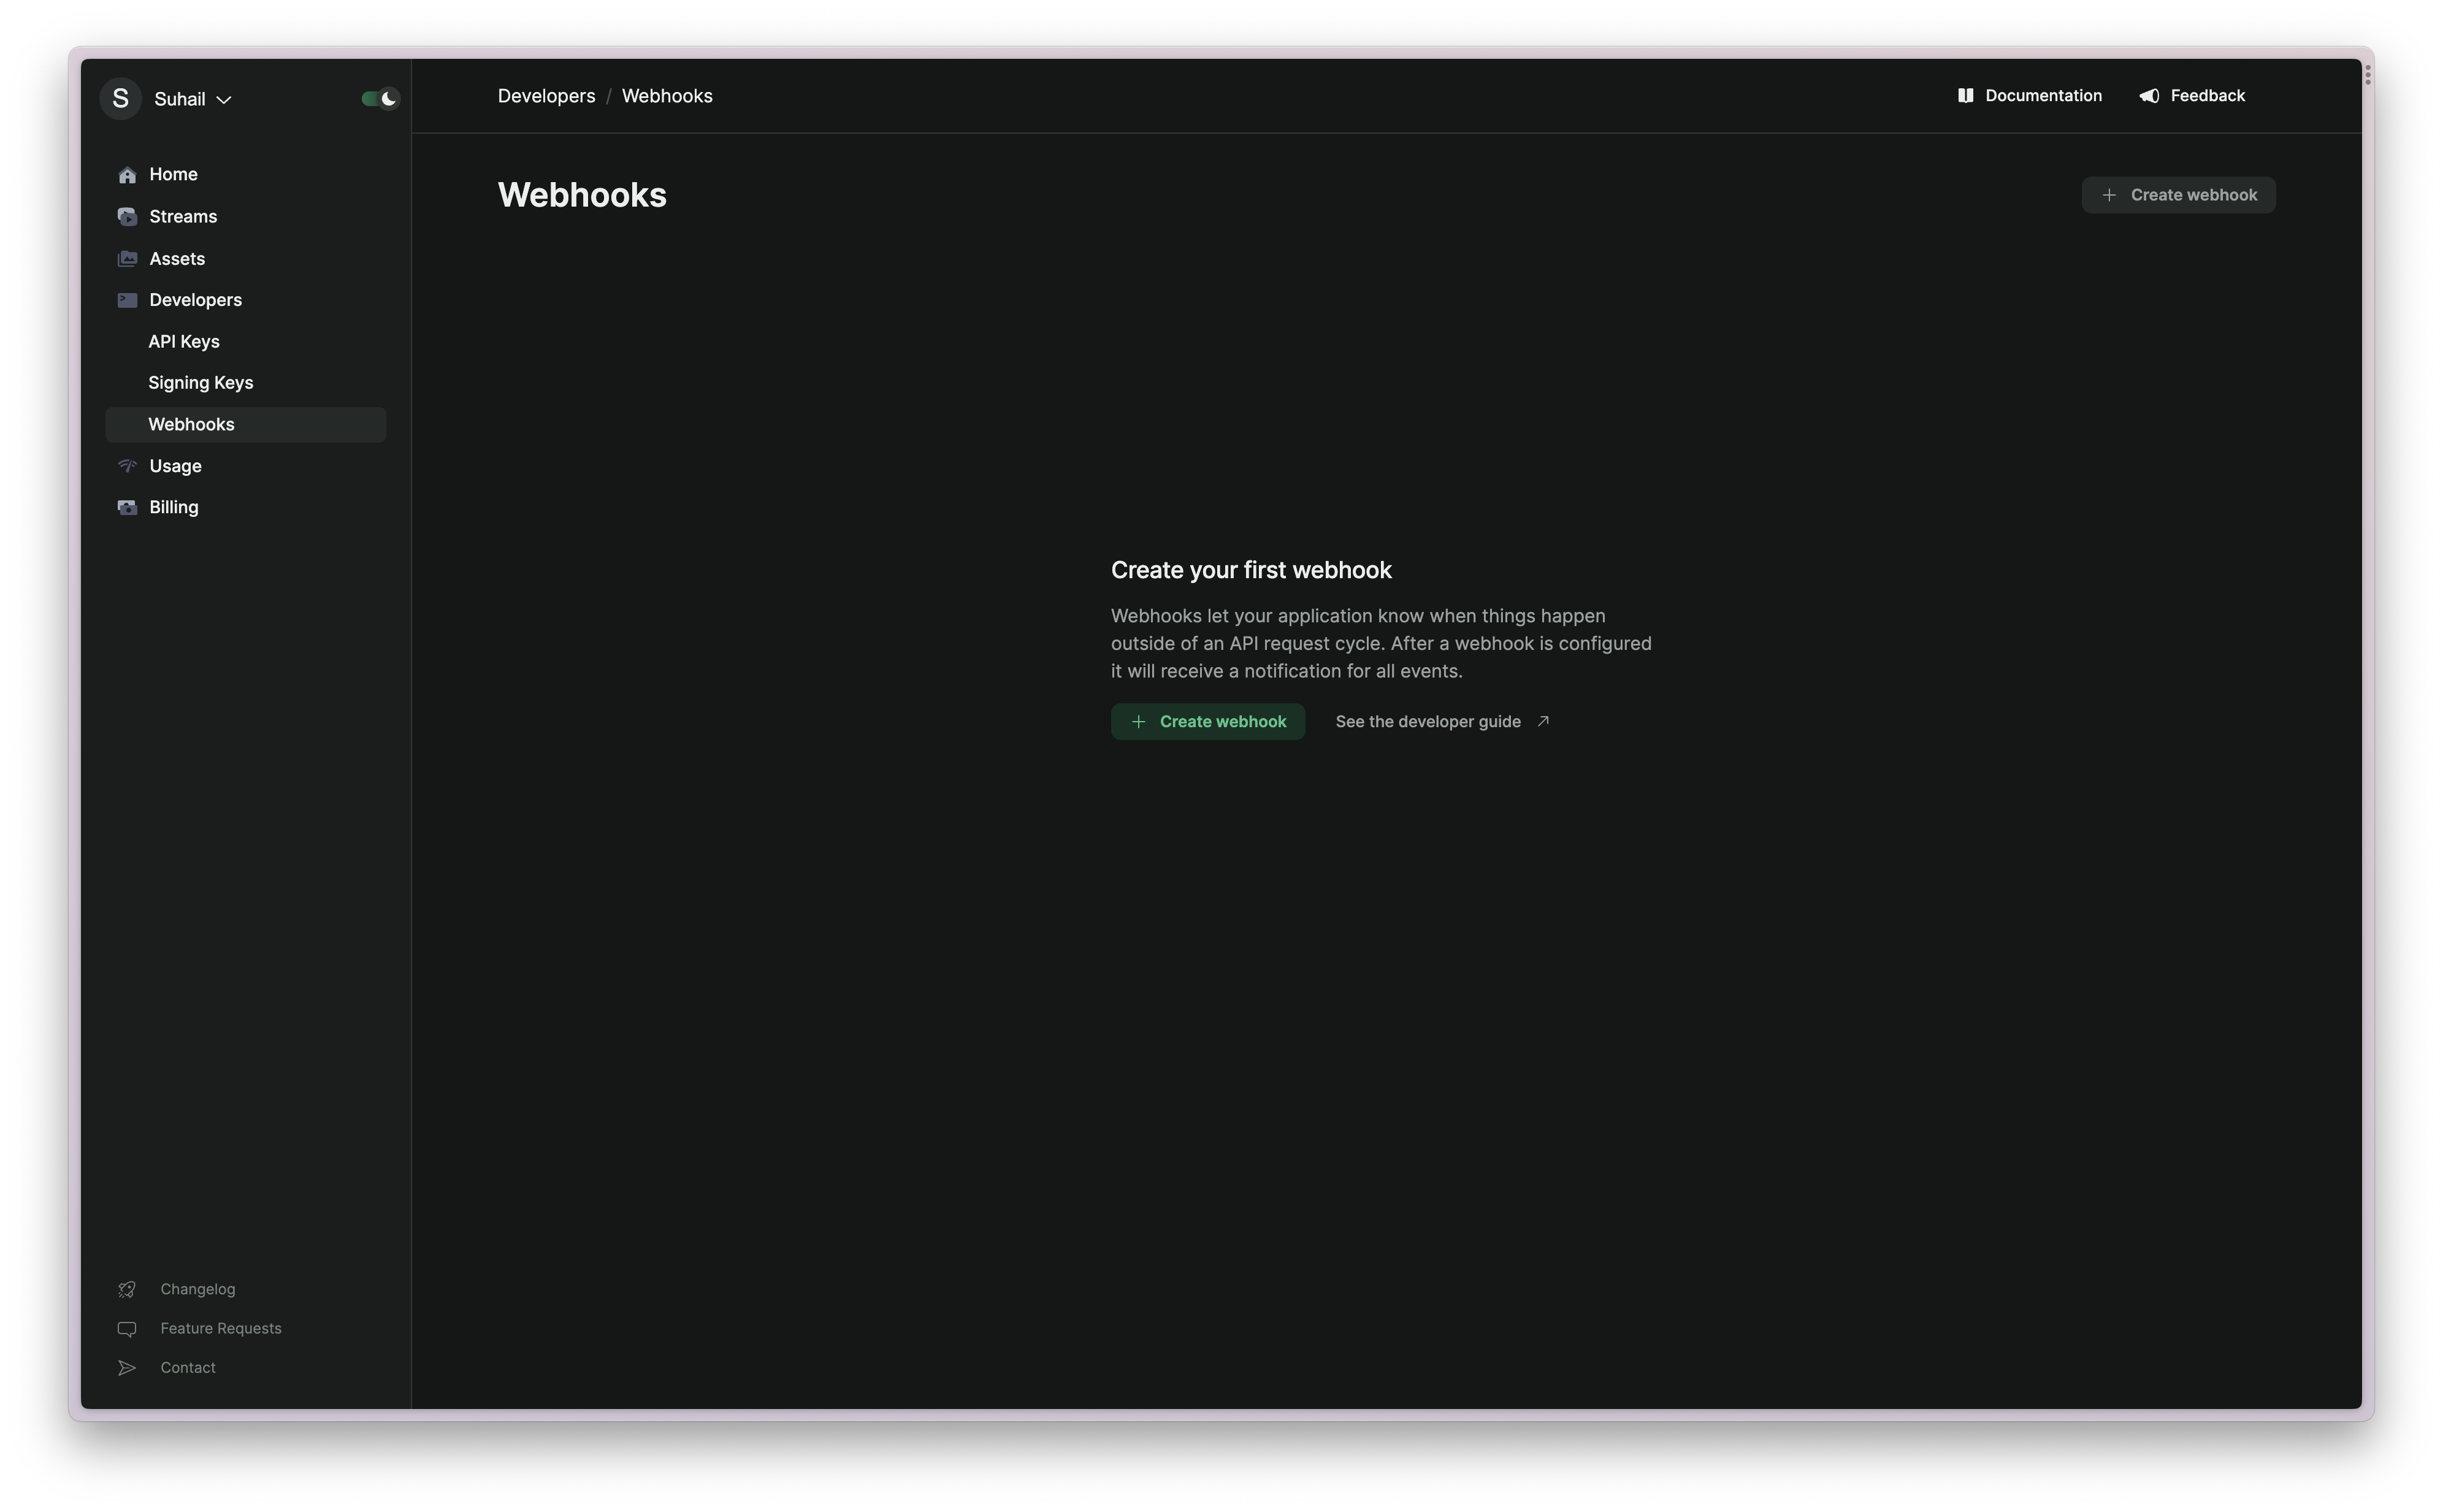 S Suhail
Home
Streams
Assets
Developers
API Keys
Signing Keys
Webhooks
Usage
Billing
Changelog
Feature Requests
Contact
Developers / Webhooks
Documentation
Feedback
Webhooks
Create webhook
Create your first webhook
Webhooks let your application know when things happen
outside of an API request cycle. After a webhook is configured
it will receive a notification for all events.
Create webhook
See the developer guide